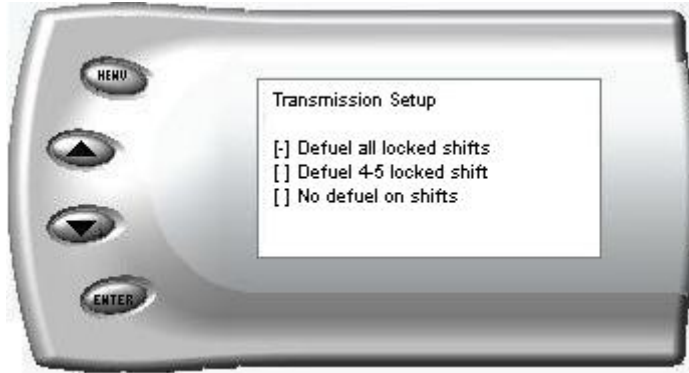 MENU
Transmission Setup
[-] Defuel all locked shifts
[ ] Defuel 4-5 locked shift
[ ] No defuel on shifts
ENTER